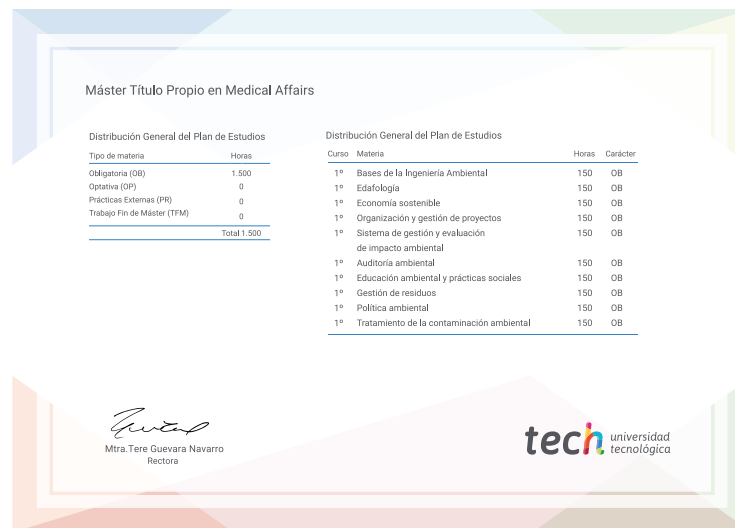 Máster Título Propio en Medical Affairs
Distribución General del Plan de Estudios
Tipo de materia Horas
Obligatoria (OB) 1.500
Optativa (OP) 0
Prácticas Externas (PR) 0
Trabajo Fin de Máster (TFM) 0
Total 1.500
Distribución General del Plan de Estudios
Curso Materia Horas Carácter
1º Bases de la Ingeniería Ambiental 150 OB
1º Edafología 150 OB
1º Economía sostenible 150 OB
1º Organización y gestión de proyectos 150 OB
1º Sistema de gestión y evaluación 150 OB
de impacto ambiental
1º Auditoría ambiental 150 OB
1º Educación ambiental y prácticas sociales 150 OB
1º Gestión de residuos 150 OB
1º Política ambiental 150 OB
1º Tratamiento de la contaminación ambiental 150 OB
Mtra.Tere Guevara Navarro
Rectora
tech universidad
tecnológica